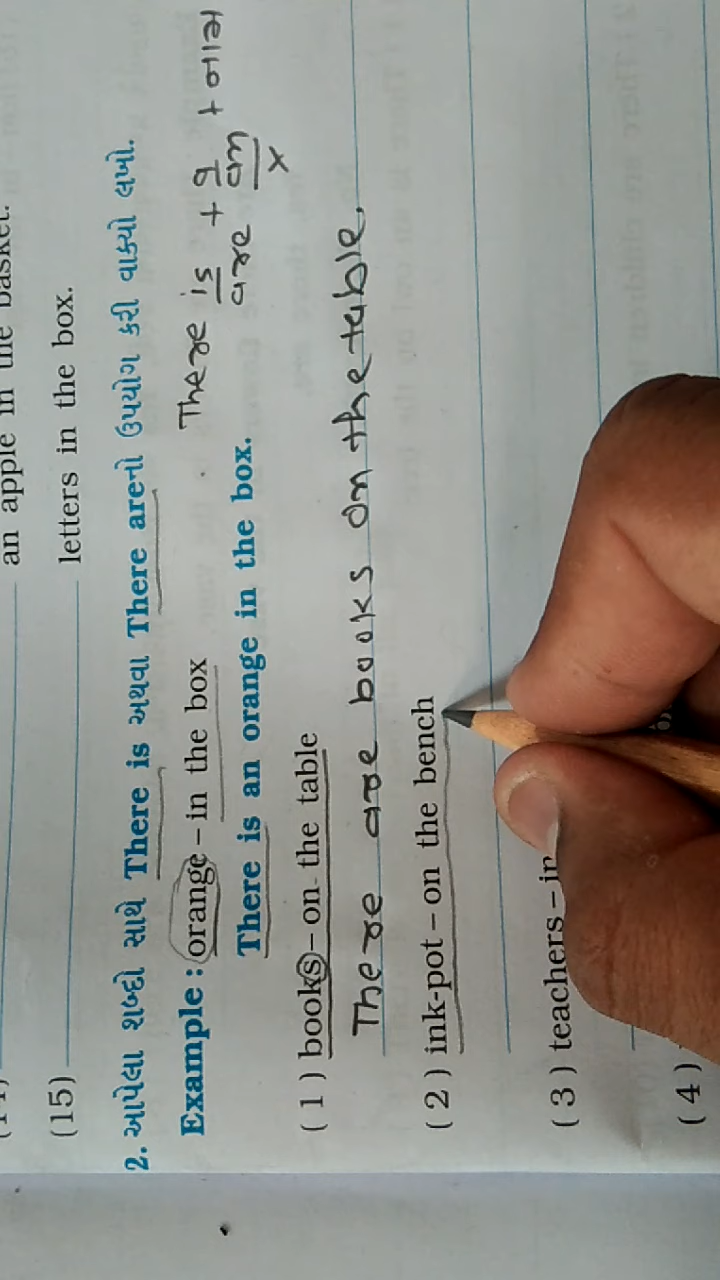 an apple in the basket.
(15) letters in the box.
2. આપેલા શબ્દો સાથે There is અથવા There areનો ઉપયોગ કરી વાક્યો લખો.
Example : orange – in the box
There is + a + નામ
are am
x
There is an orange in the box.
( 1 ) books – on the table
There are books on the table.
( 2 ) ink-pot – on the bench
( 3 ) teachers – in
( 4 )